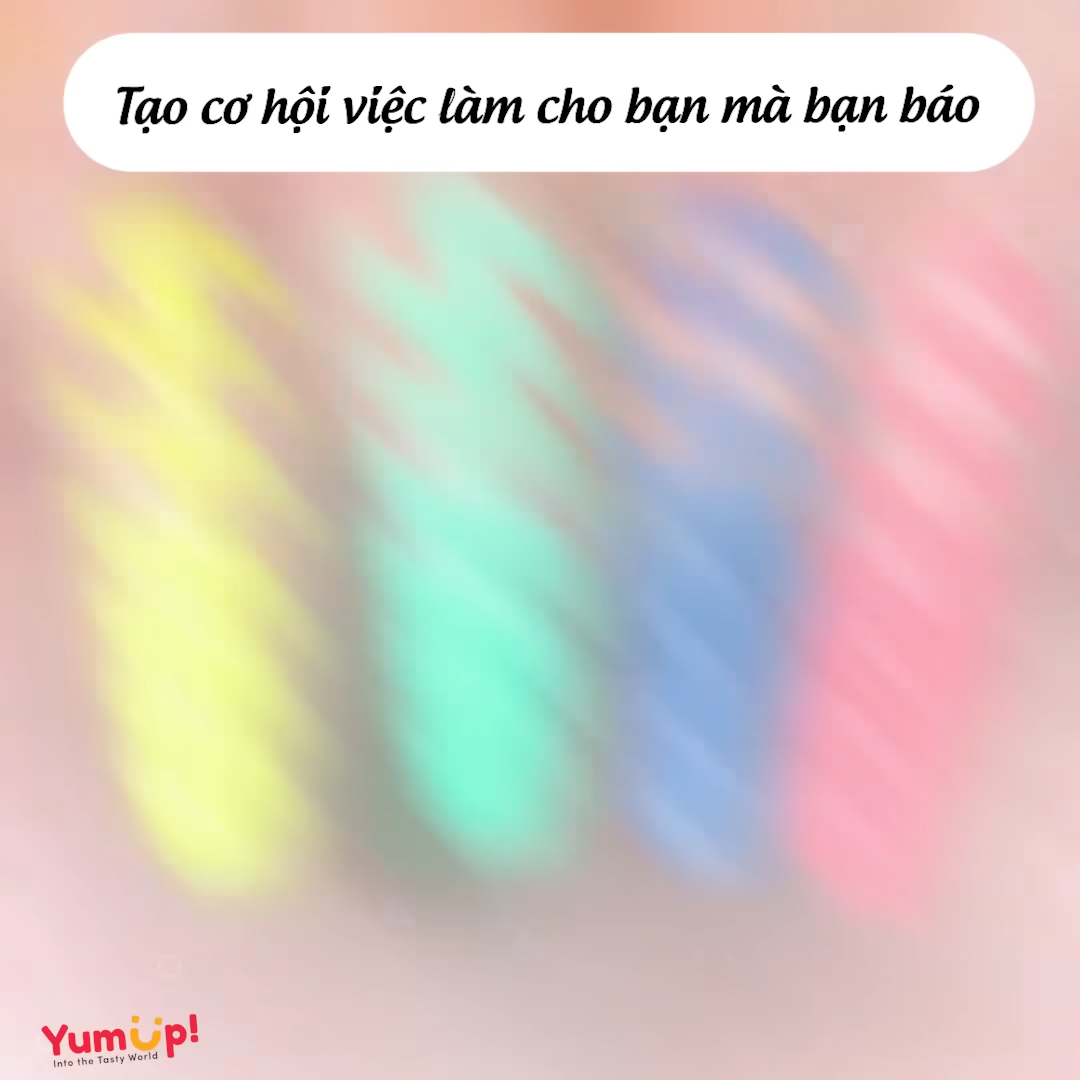 Tạo cơ hội việc làm cho bạn mà bạn báo
YumUp!
Into the Tasty World